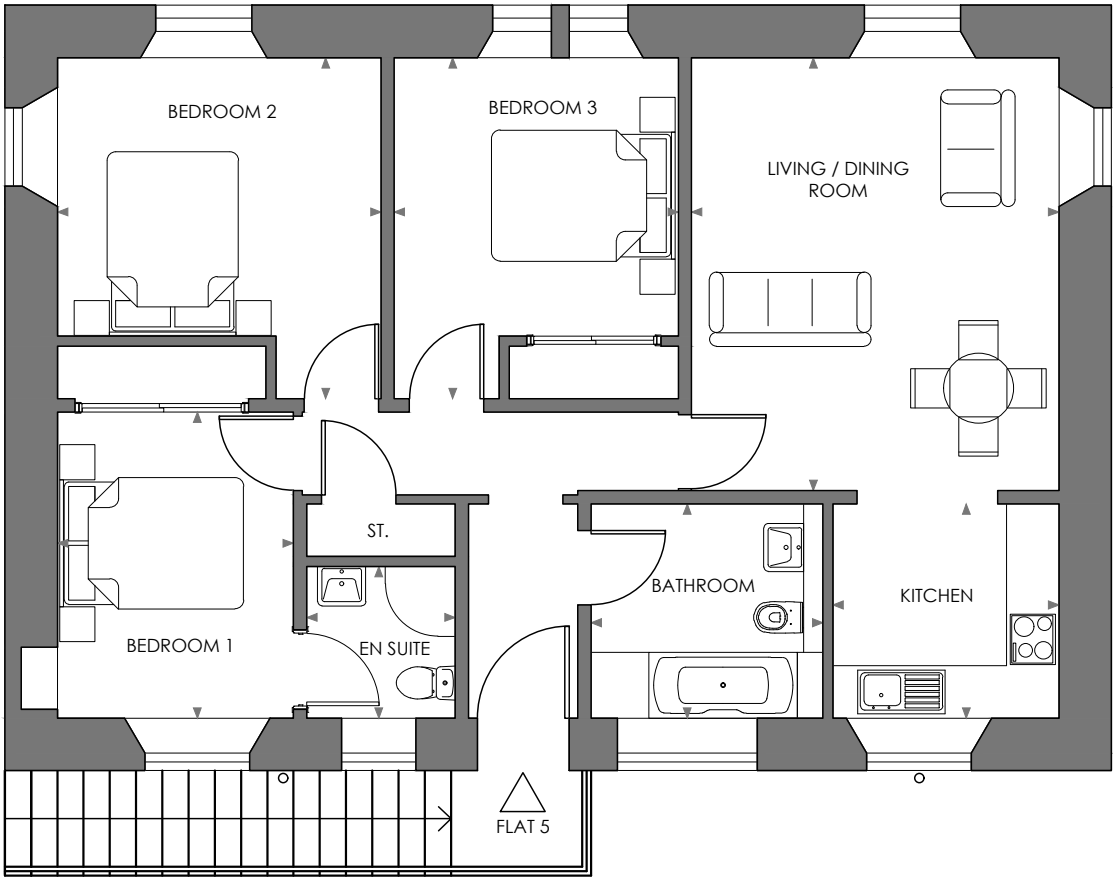 BEDROOM 2
BEDROOM 3
LIVING / DINING
ROOM
ST.
BATHROOM
KITCHEN
BEDROOM 1
EN SUITE
FLAT 5